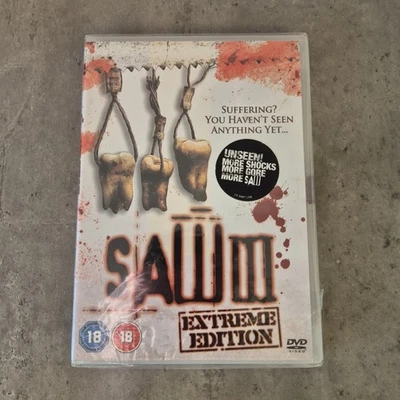 SUFFERING?
YOU HAVEN'T SEEN
ANYTHING YET...
UNSEEN!
MORE SHOCKS
MORE GORE
MORE SAW
SAW III
EXTREME
EDITION
18
18
DVD
VIDEO